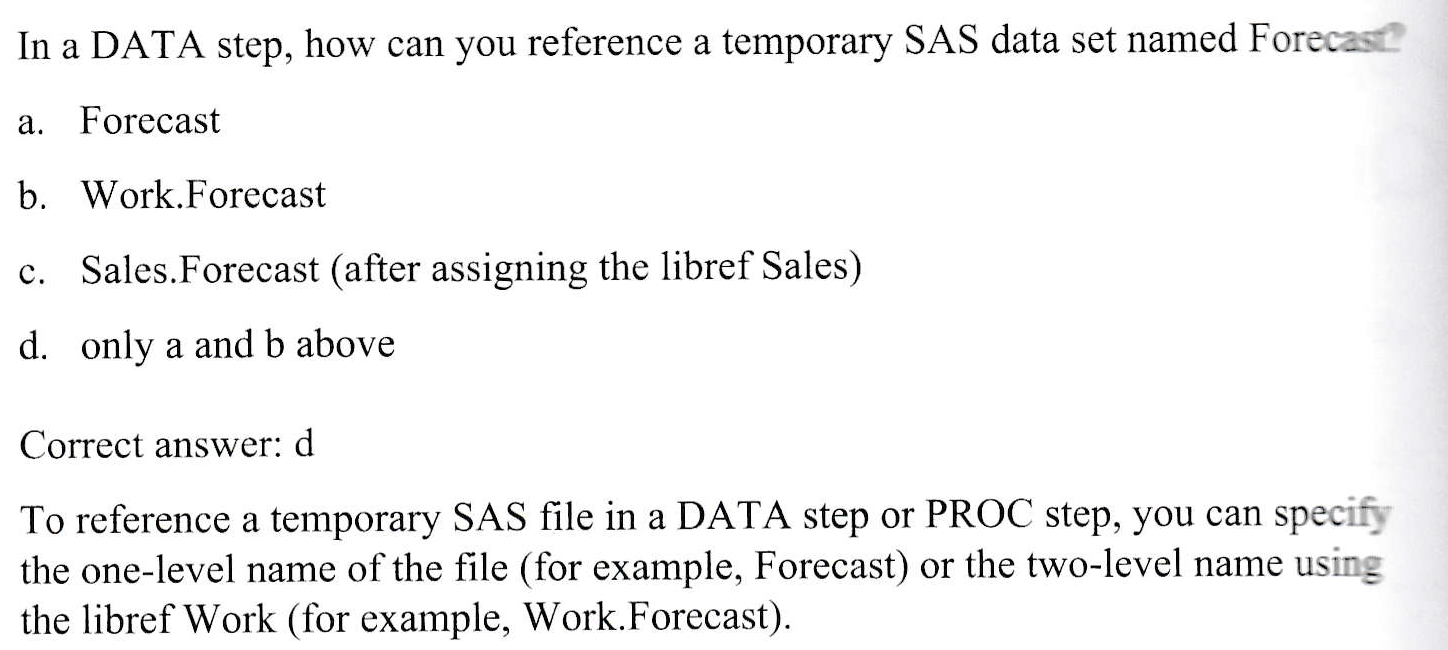 In a DATA step, how can you reference a temporary SAS data set named Forecast?
a. Forecast
b. Work.Forecast
c. Sales.Forecast (after assigning the libref Sales)
d. only a and b above
Correct answer: d
To reference a temporary SAS file in a DATA step or PROC step, you can specify
the one-level name of the file (for example, Forecast) or the two-level name using
the libref Work (for example, Work.Forecast).